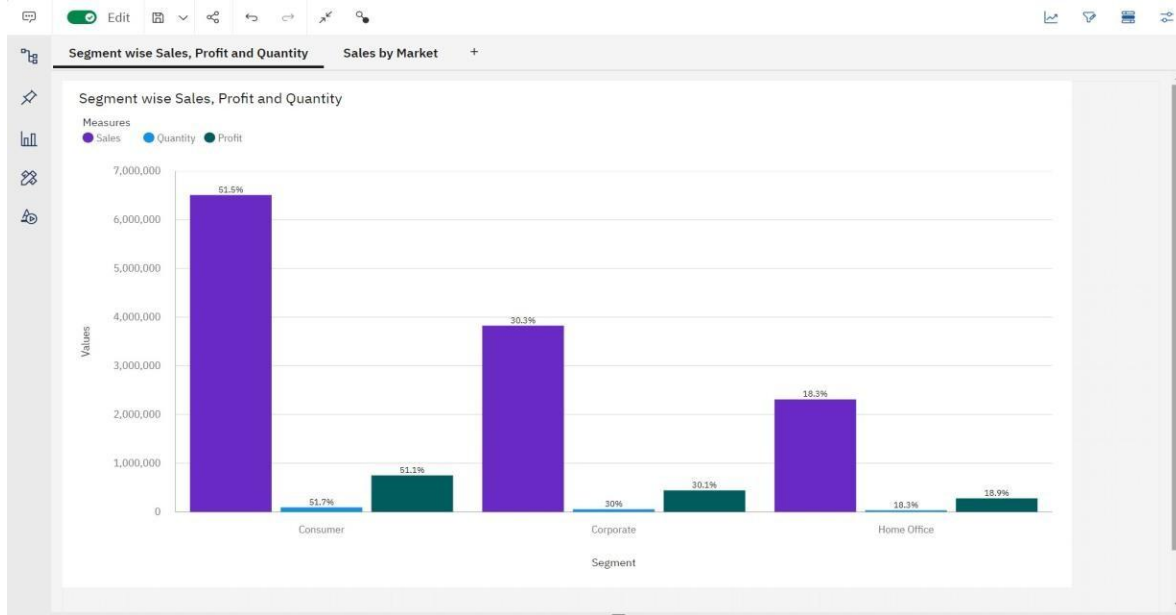 Edit
Segment wise Sales, Profit and Quantity
Sales by Market
+
Segment wise Sales, Profit and Quantity
Measures
Sales Quantity Profit
7,000,000
6,000,000
5,000,000
4,000,000
3,000,000
2,000,000
1,000,000
0
Values
51.5%
51.7%
51.1%
30.3%
30%
30.1%
18.3%
18.3%
18.9%
Consumer Corporate Home Office
Segment